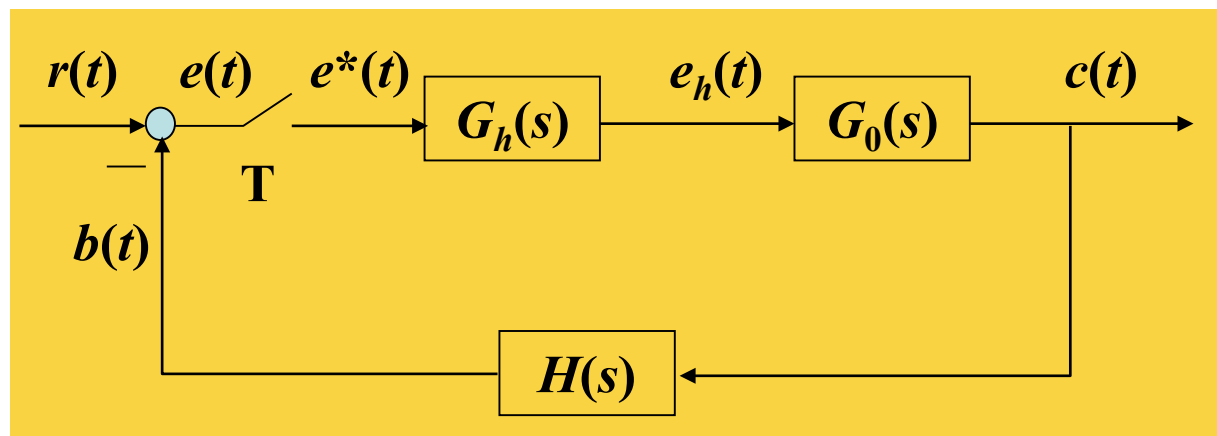 r(t) e(t) e*(t) e_h(t) c(t)
G_h(s) G_0(s)
—
T
b(t)
H(s)